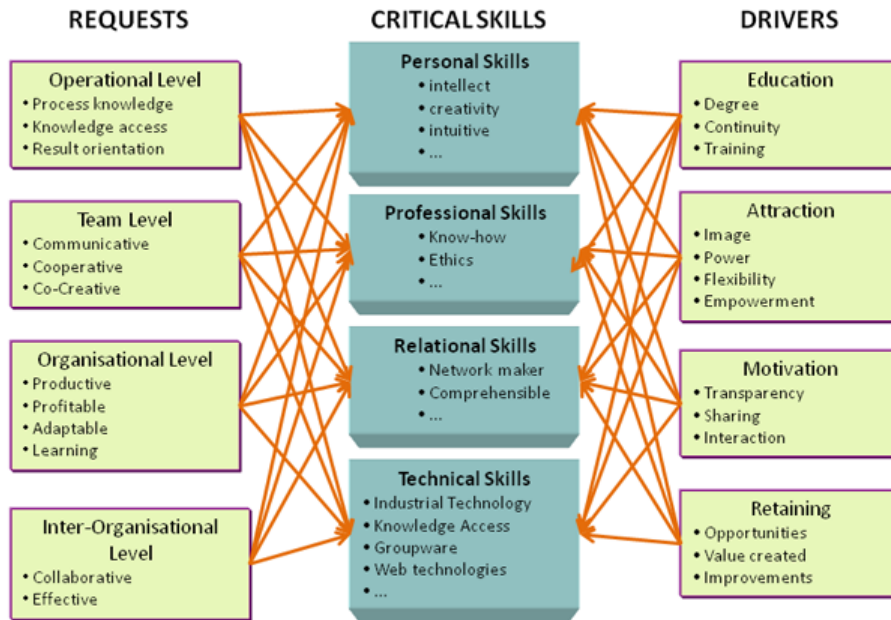 REQUESTS
Operational Level
• Process knowledge
• Knowledge access
• Result orientation
Team Level
• Communicative
• Cooperative
• Co-Creative
Organisational Level
• Productive
• Profitable
• Adaptable
• Learning
Inter-Organisational
Level
• Collaborative
• Effective
CRITICAL SKILLS
Personal Skills
• intellect
• creativity
• intuitive
• ...
Professional Skills
• Know-how
• Ethics
• ...
Relational Skills
• Network maker
• Comprehensible
• ...
Technical Skills
• Industrial Technology
• Knowledge Access
• Groupware
• Web technologies
• ...
DRIVERS
Education
• Degree
• Continuity
• Training
Attraction
• Image
• Power
• Flexibility
• Empowerment
Motivation
• Transparency
• Sharing
• Interaction
Retaining
• Opportunities
• Value created
• Improvements